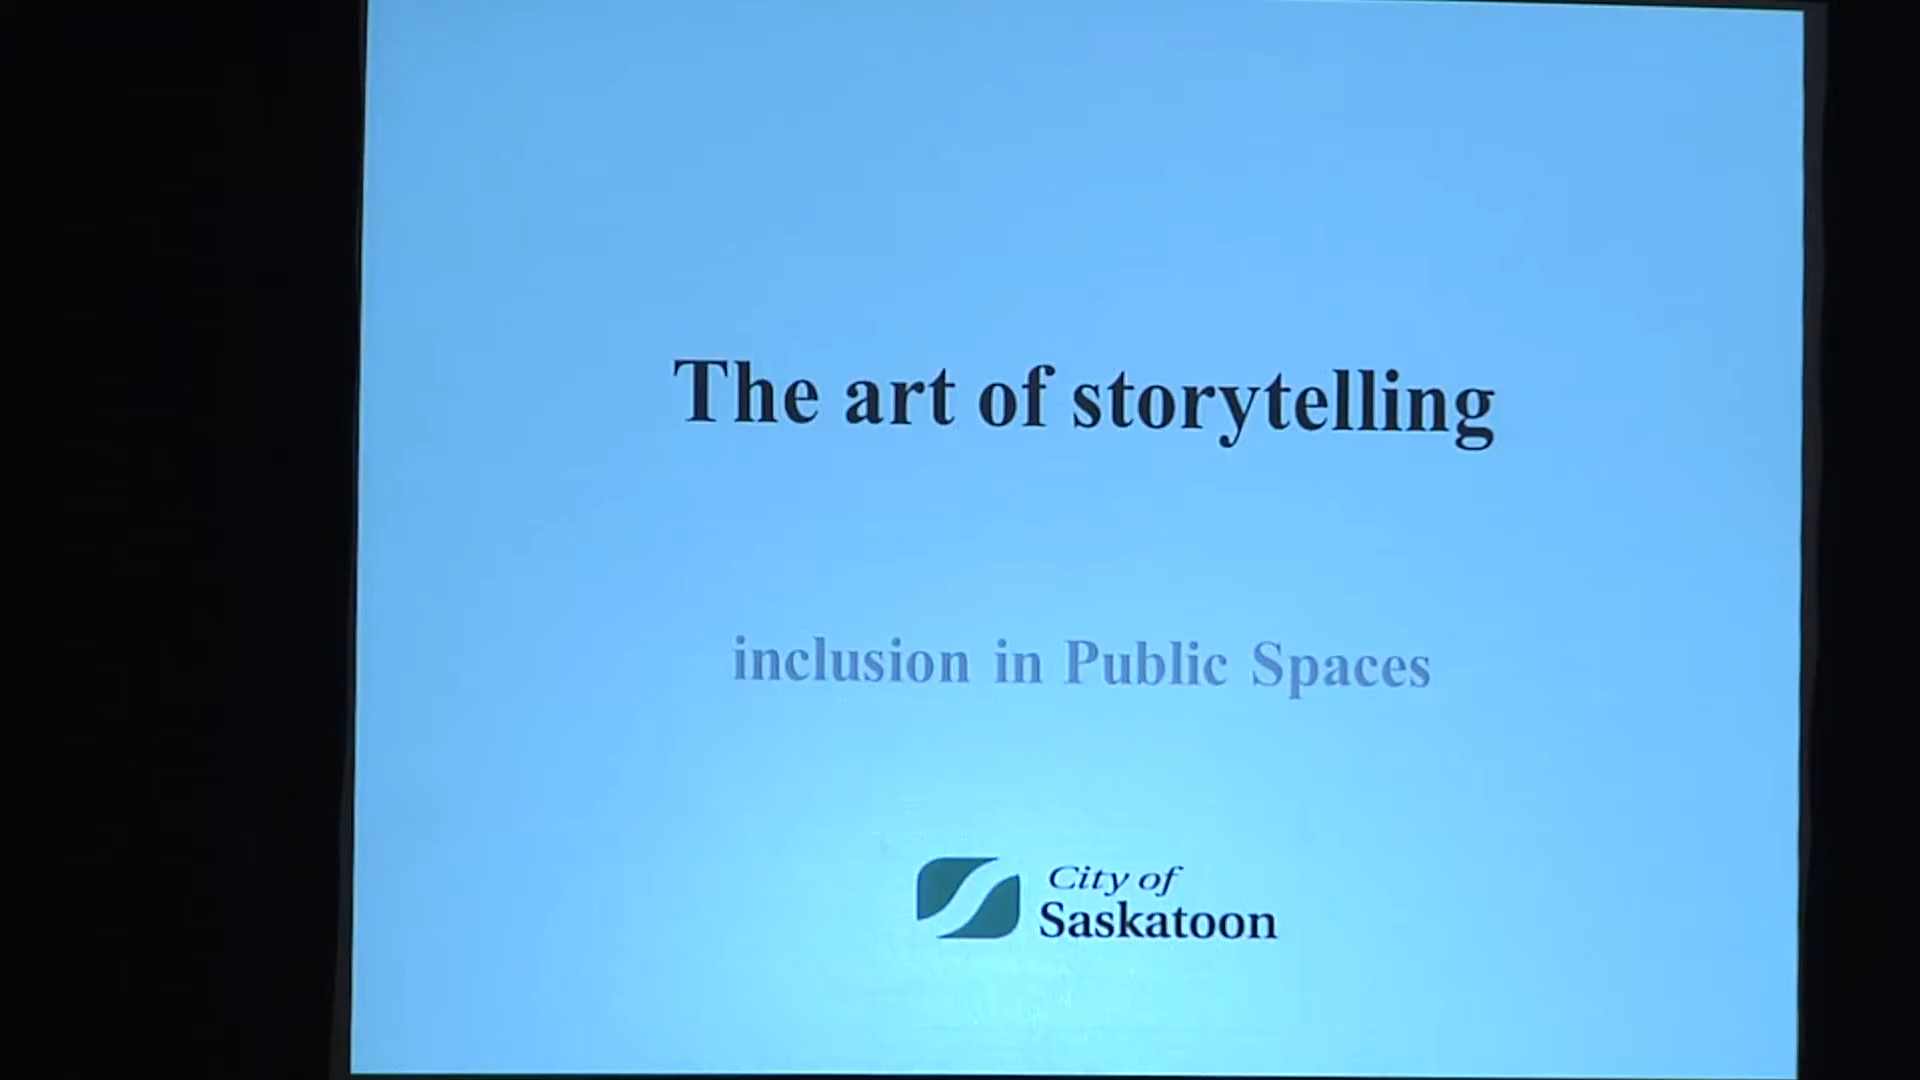 The art of storytelling
inclusion in Public Spaces
City of
Saskatoon